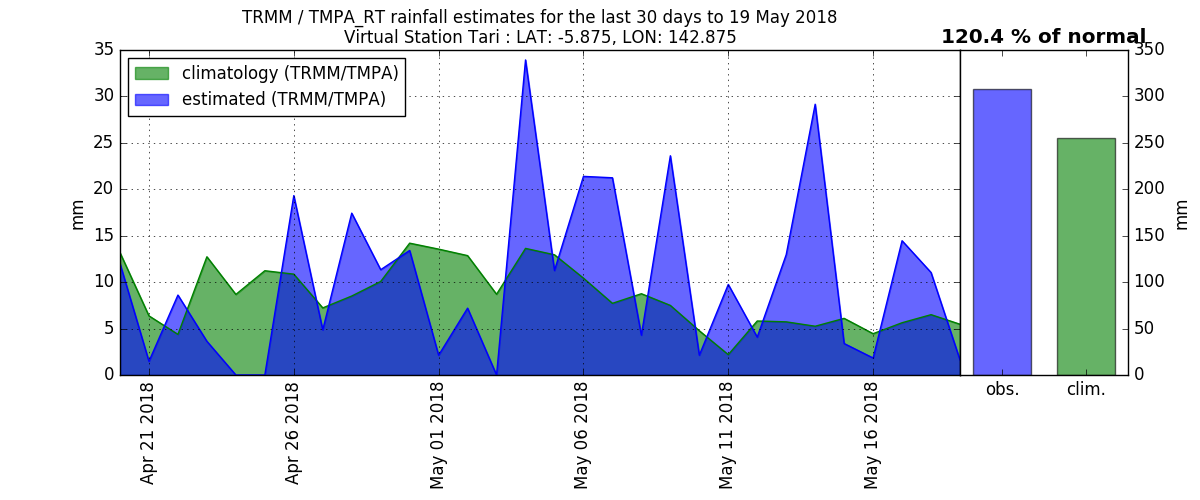 TRMM / TMPA_RT rainfall estimates for the last 30 days to 19 May 2018
Virtual Station Tari : LAT: -5.875, LON: 142.875
120.4 % of normal
climatology (TRMM/TMPA)
estimated (TRMM/TMPA)
35
30
25
20
15
10
5
0
mm
Apr 21 2018
Apr 26 2018
May 01 2018
May 06 2018
May 11 2018
May 16 2018
350
300
250
200
150
100
50
0
mm
obs.
clim.